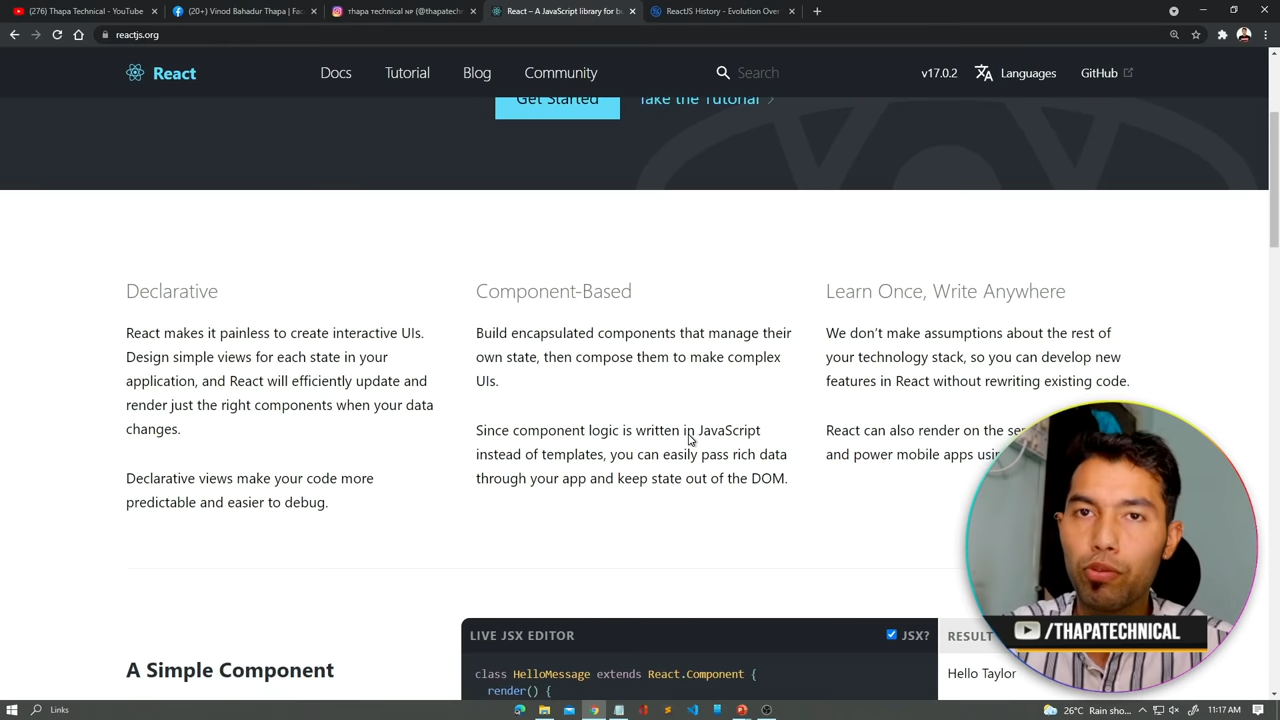 (276) Thapa Technical - YouTube
(20+) Vinod Bahadur Thapa | Fac
thapa тechnical ɴᴘ (@thapatechn
React – A JavaScript library for bu
ReactJS History - Evolution Over
reactjs.org
React
Docs
Tutorial
Blog
Community
Search
v17.0.2
Languages
GitHub
Get Started
Take the Tutorial
Declarative
React makes it painless to create interactive UIs.
Design simple views for each state in your
application, and React will efficiently update and
render just the right components when your data
changes.
Declarative views make your code more
predictable and easier to debug.
Component-Based
Build encapsulated components that manage their
own state, then compose them to make complex
UIs.
Since component logic is written in JavaScript
instead of templates, you can easily pass rich data
through your app and keep state out of the DOM.
Learn Once, Write Anywhere
We don’t make assumptions about the rest of
your technology stack, so you can develop new
features in React without rewriting existing code.
React can also render on the
and power mobile apps
A Simple Component
LIVE JSX EDITOR
JSX?
class HelloMessage extends React.Component {
render() {
RESULT
Hello Taylor
/THAPATECHNICAL
Links
26°C Rain sho...
11:17 AM